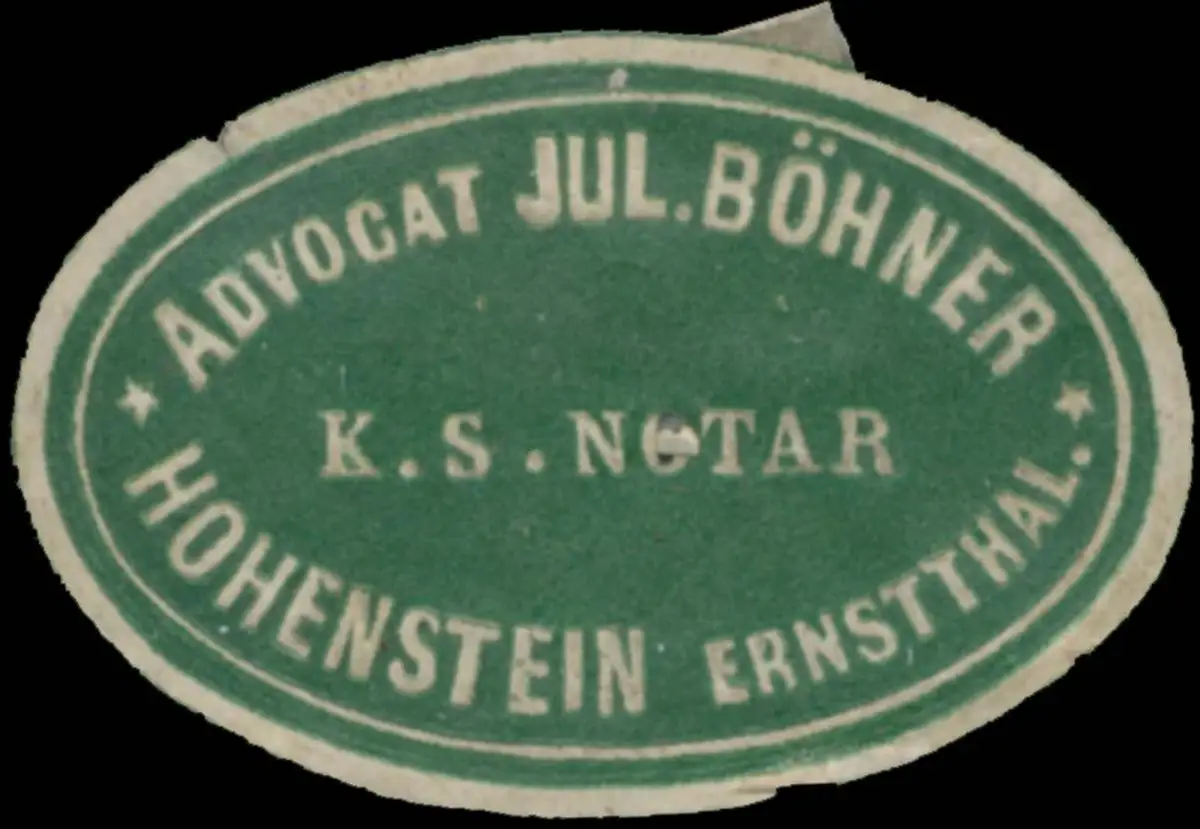 ADVOCAT JUL. BÖHNER
K. S. NOTAR
HOHENSTEIN ERNSTTHAL.